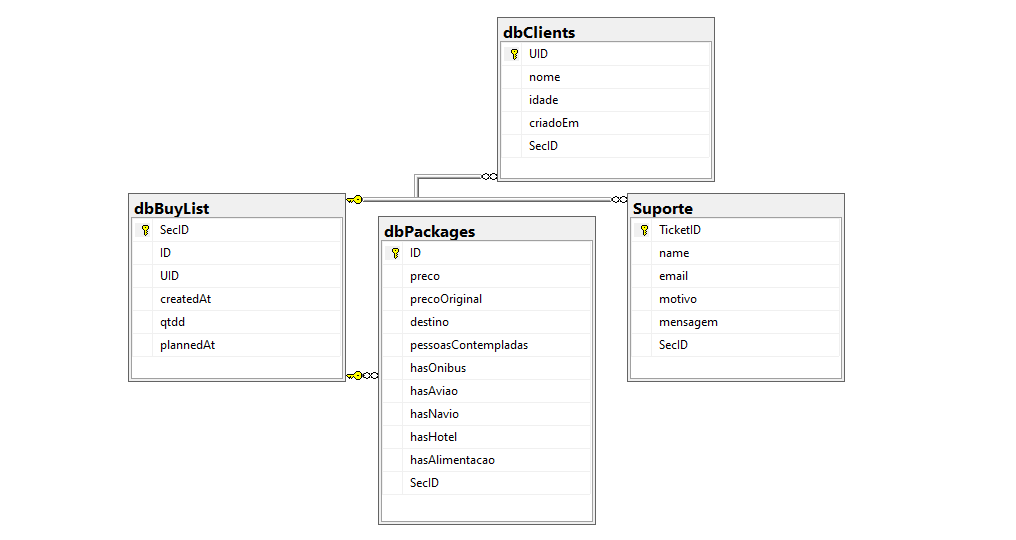 dbClients
UID
nome
idade
criadoEm
SecID
dbBuyList
SecID
ID
UID
createdAt
qtdd
plannedAt
dbPackages
ID
preco
precoOriginal
destino
pessoasContempladas
hasOnibus
hasAviao
hasNavio
hasHotel
hasAlimentacao
SecID
Suporte
TicketID
name
email
motivo
mensagem
SecID